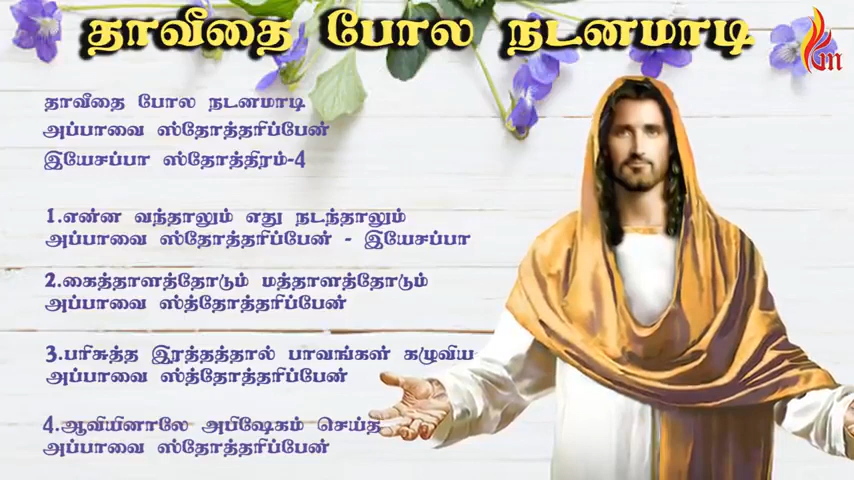 தாவீதை போல நடனமாடி
தாவீதை போல நடனமாடி
அப்பாவை ஸ்தோத்தரிப்பேன்
இயேசப்பா ஸ்தோத்திரம்-4
1.என்ன வந்தாலும் எது நடந்தாலும்
அப்பாவை ஸ்தோத்தரிப்பேன் - இயேசப்பா
2.கைத்தாளத்தோடும் மத்தாளத்தோடும்
அப்பாவை ஸ்த்தோத்தரிப்பேன்
3.பரிசுத்த இரத்தத்தால் பாவங்கள் கழுவிய
அப்பாவை ஸ்த்தோத்தரிப்பேன்
4.ஆவியினாலே அபிஷேகம் செய்த
அப்பாவை ஸ்தோத்தரிப்பேன்